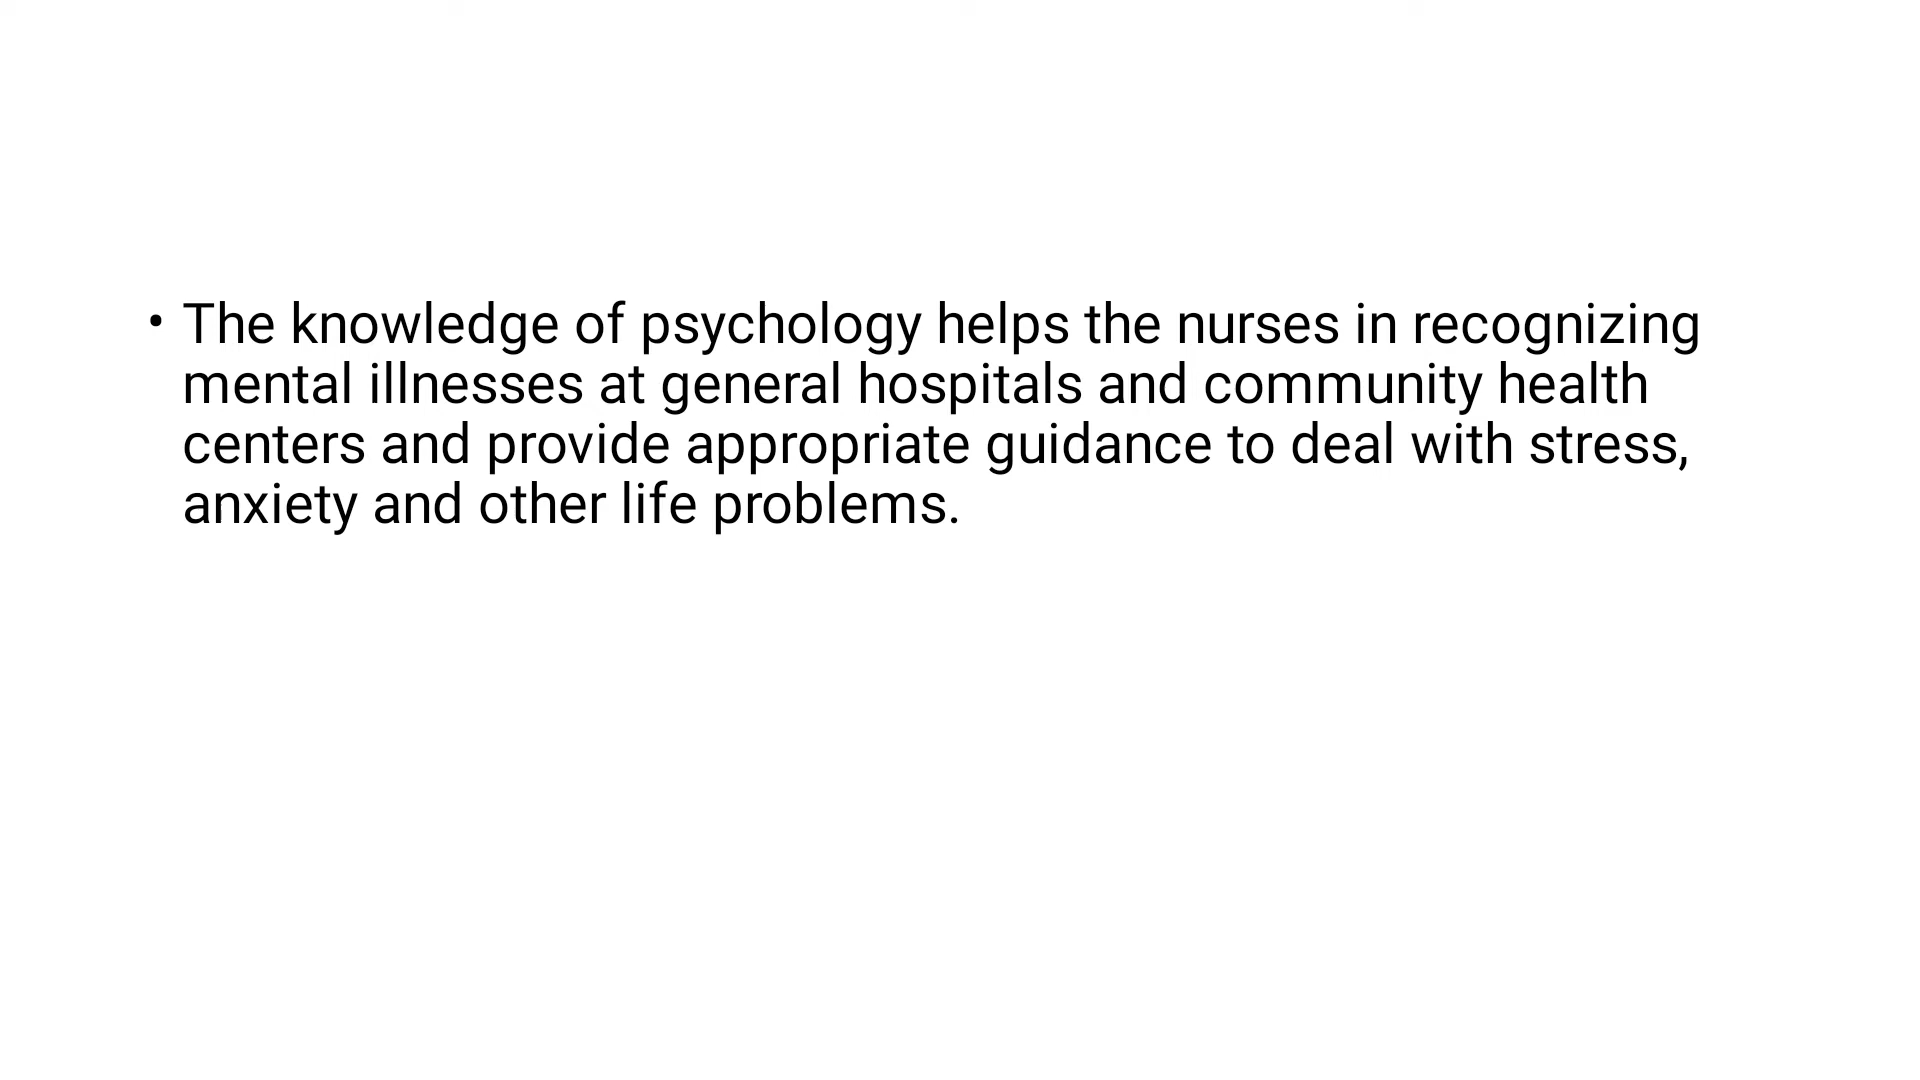 • The knowledge of psychology helps the nurses in recognizing
mental illnesses at general hospitals and community health
centers and provide appropriate guidance to deal with stress,
anxiety and other life problems.